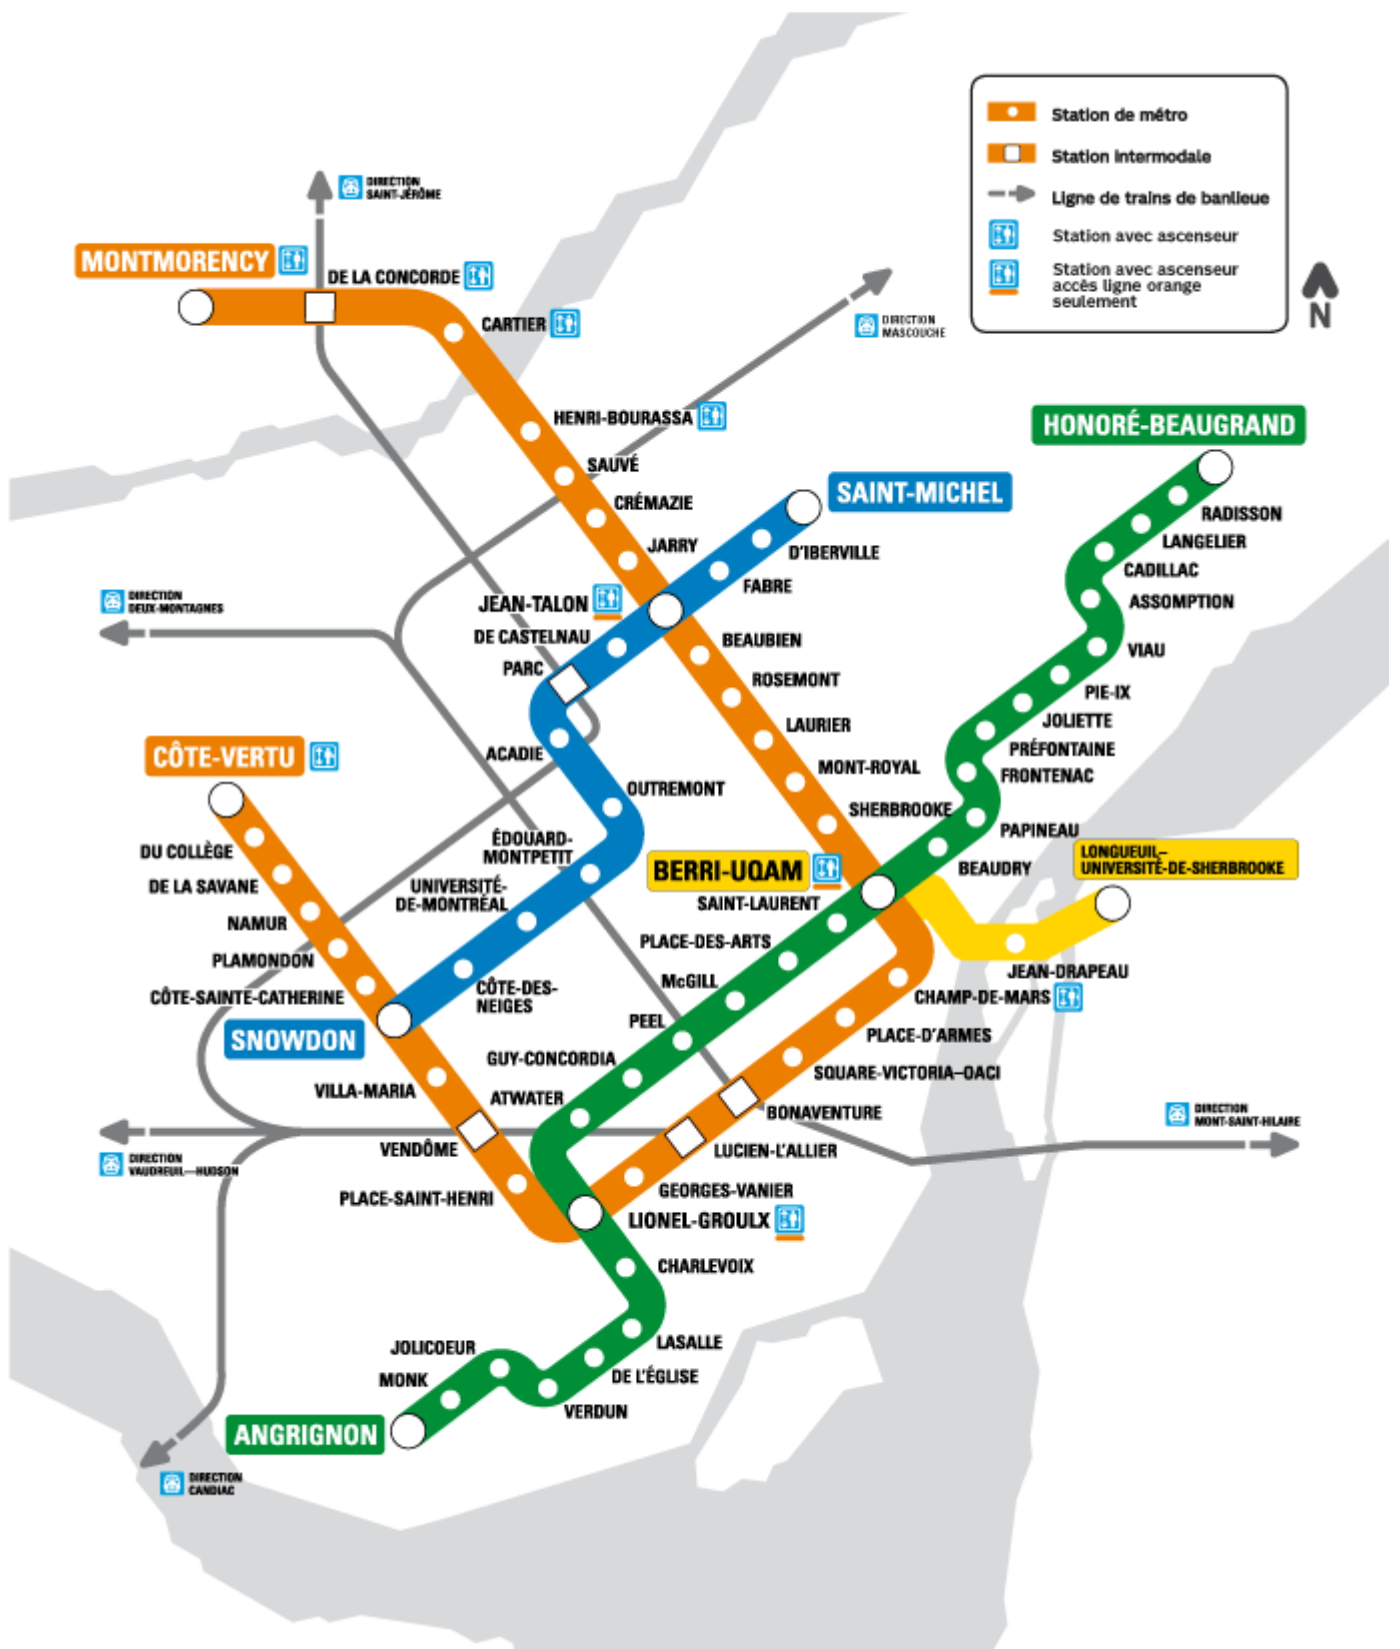 Station de métro
Station intermodale
Ligne de trains de banlieue
Station avec ascenseur
Station avec ascenseur
accès ligne orange
seulement
N
DIRECTION
SAINT-JÉRÔME
MONTMORENCY
DE LA CONCORDE
CARTIER
DIRECTION
MASCOUCHE
HENRI-BOURASSA
HONORÉ-BEAUGRAND
SAUVÉ
SAINT-MICHEL
CRÉMAZIE
RADISSON
JARRY
LANGELIER
D'IBERVILLE
CADILLAC
FABRE
DIRECTION
DEUX-MONTAGNES
JEAN-TALON
ASSOMPTION
DE CASTELNAU
BEAUBIEN
VIAU
PARC
ROSEMONT
PIE-IX
LAURIER
JOLIETTE
CÔTE-VERTU
ACADIE
PRÉFONTAINE
MONT-ROYAL
FRONTENAC
OUTREMONT
SHERBROOKE
PAPINEAU
ÉDOUARD-
MONTPETIT
DU COLLÈGE
LONGUEUIL–
UNIVERSITÉ-DE-SHERBROOKE
BERRI-UQAM
BEAUDRY
DE LA SAVANE
UNIVERSITÉ-
DE-MONTRÉAL
SAINT-LAURENT
NAMUR
PLACE-DES-ARTS
PLAMONDON
JEAN-DRAPEAU
McGILL
CÔTE-SAINTE-CATHERINE
CÔTE-DES-
NEIGES
CHAMP-DE-MARS
PEEL
PLACE-D'ARMES
SNOWDON
GUY-CONCORDIA
SQUARE-VICTORIA–OACI
VILLA-MARIA
ATWATER
BONAVENTURE
DIRECTION
MONT-SAINT-HILAIRE
VENDÔME
LUCIEN-L'ALLIER
DIRECTION
VAUDREUIL—HUDSON
PLACE-SAINT-HENRI
GEORGES-VANIER
LIONEL-GROULX
CHARLEVOIX
JOLICOEUR
LASALLE
MONK
DE L'ÉGLISE
VERDUN
ANGRIGNON
DIRECTION
CANDIAC